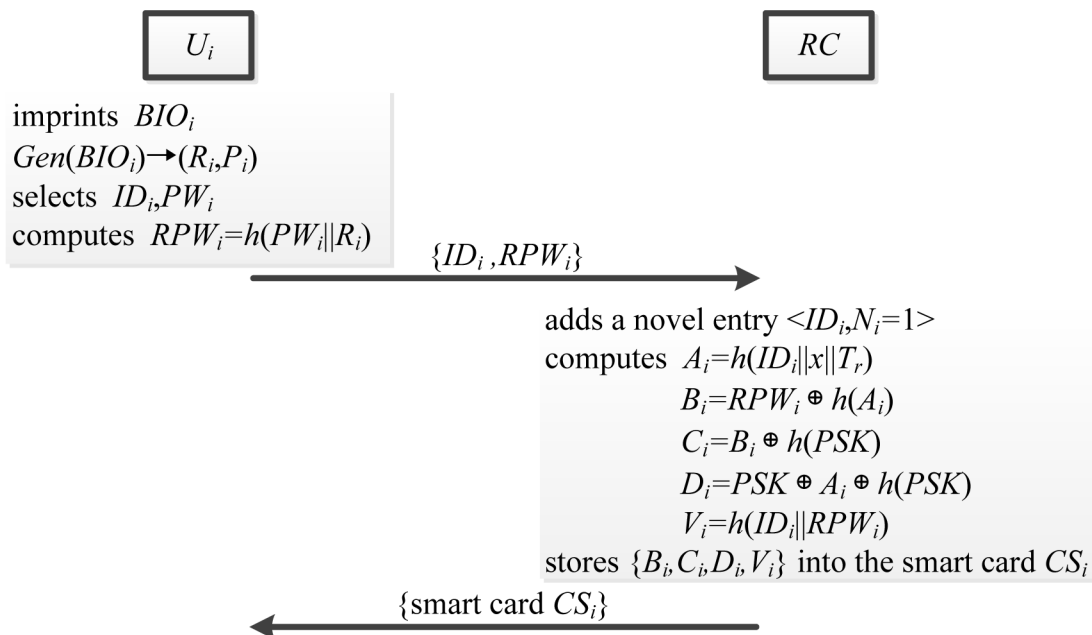 U_i
RC
imprints BIO_i
Gen(BIO_i)→(R_i,P_i)
selects ID_i,PW_i
computes RPW_i=h(PW_i||R_i)
{ID_i ,RPW_i}
adds a novel entry <ID_i,N_i=1>
computes A_i=h(ID_i||x||T_r)
B_i=RPW_i ⊕ h(A_i)
C_i=B_i ⊕ h(PSK)
D_i=PSK ⊕ A_i ⊕ h(PSK)
V_i=h(ID_i||RPW_i)
stores {B_i,C_i,D_i,V_i} into the smart card CS_i
{smart card CS_i}